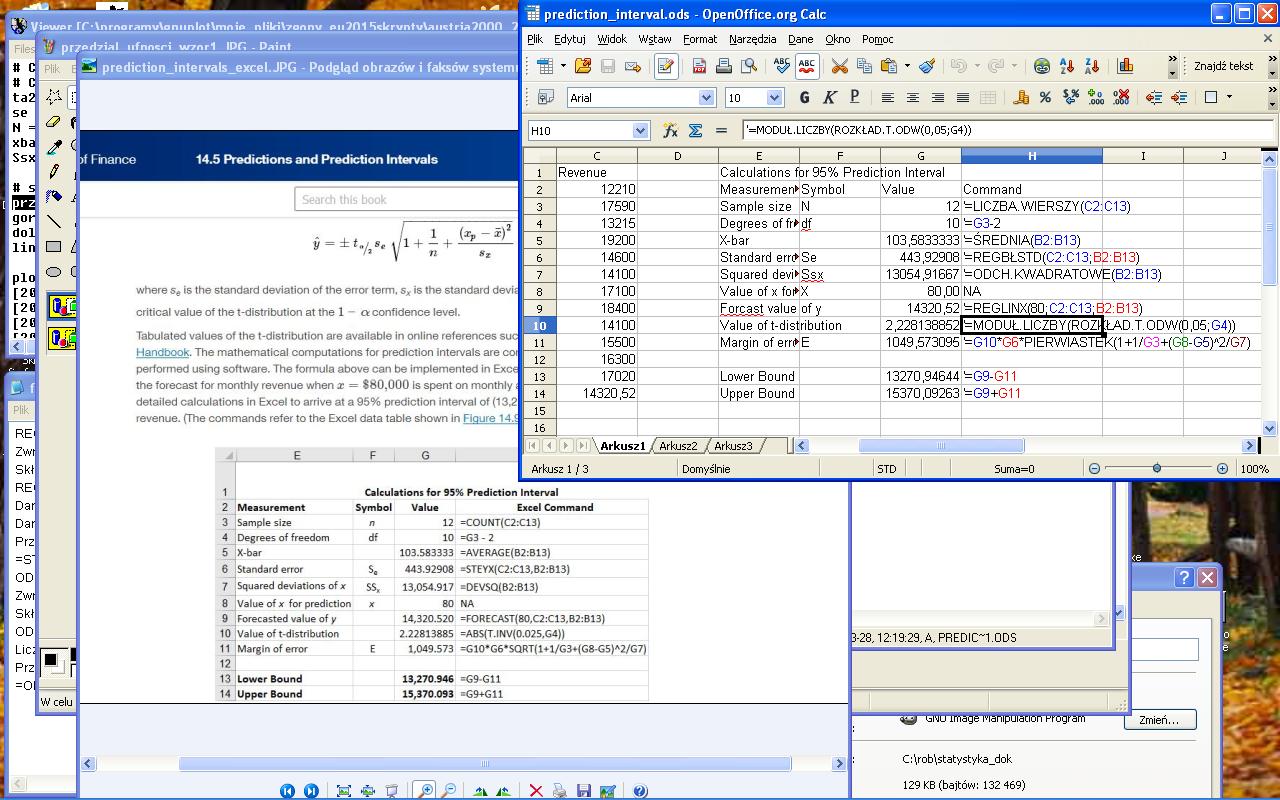 Viewer [C:\programy\gnuplot\moje_pliki\zgony_eu2015skrypty\austria2000_2
przedzial_ufnosci_wzor1.JPG - Paint
Plik
prediction_intervals_excel.JPG - Podgląd obrazów i faksów systemu
of Finance
14.5 Predictions and Prediction Intervals
Search this book
ŷ = ± t_{α/2} s_e √(1 + 1/n + (x_p − x̄)²/s_x)
where s_e is the standard deviation of the error term, s_x is the standard devia
critical value of the t-distribution at the 1 − α confidence level.
Tabulated values of the t-distribution are available in online references suc
Handbook. The mathematical computations for prediction intervals are con
performed using software. The formula above can be implemented in Exce
the forecast for monthly revenue when x = $80,000 is spent on monthly a
detailed calculations in Excel to arrive at a 95% prediction interval of (13,2
revenue. (The commands refer to the Excel data table shown in Figure 14.9
E F G
1 Calculations for 95% Prediction Interval
2 Measurement Symbol Value Excel Command
3 Sample size n 12 =COUNT(C2:C13)
4 Degrees of freedom df 10 =G3 - 2
5 X-bar 103.583333 =AVERAGE(B2:B13)
6 Standard error Se 443.92908 =STEYX(C2:C13,B2:B13)
7 Squared deviations of x SSx 13,054.917 =DEVSQ(B2:B13)
8 Value of x for prediction x 80 NA
9 Forecasted value of y 14,320.520 =FORECAST(80,C2:C13,B2:B13)
10 Value of t-distribution 2.22813885 =ABS(T.INV(0.025,G4))
11 Margin of error E 1,049.573 =G10*G6*SQRT(1+1/G3+(G8-G5)^2/G7)
12
13 Lower Bound 13,270.946 =G9-G11
14 Upper Bound 15,370.093 =G9+G11
prediction_interval.ods - OpenOffice.org Calc
Plik Edytuj Widok Wstaw Format Narzędzia Dane Okno Pomoc
Znajdź tekst
Arial 10 G K P
H10 '=MODUŁ.LICZBY(ROZKŁAD.T.ODW(0,05;G4))
C D E F G H I J
1 Revenue Calculations for 95% Prediction Interval
2 12210 Measuremen Symbol Value Command
3 17590 Sample size N 12 '=LICZBA.WIERSZY(C2:C13)
4 13215 Degrees of fr df 10 '=G3-2
5 19200 X-bar 103,5833333 '=ŚREDNIA(B2:B13)
6 14600 Standard erro Se 443,92908 '=REGBŁSTD(C2:C13;B2:B13)
7 14100 Squared devi Ssx 13054,91667 '=ODCH.KWADRATOWE(B2:B13)
8 17100 Value of x for X 80,00 NA
9 18400 Forcast value of y 14320,52 '=REGLINX(80;C2:C13;B2:B13)
10 14100 Value of t-distribution 2,228138852 '=MODUŁ.LICZBY(ROZKŁAD.T.ODW(0,05;G4))
11 15500 Margin of erro E 1049,573095 '=G10*G6*PIERWIASTEK(1+1/G3+(G8-G5)^2/G7)
12 16300
13 17020 Lower Bound 13270,94644 '=G9-G11
14 14320,52 Upper Bound 15370,09263 '=G9+G11
15
16
Arkusz1 Arkusz2 Arkusz3
Arkusz 1 / 3 Domyślnie STD Suma=0 100%
3-28, 12:19:29, A, PREDIC~1.ODS
GNU Image Manipulation Program
Zmień...
C:\rob\statystyka_dok
129 KB (bajtów: 132 469)
W celu